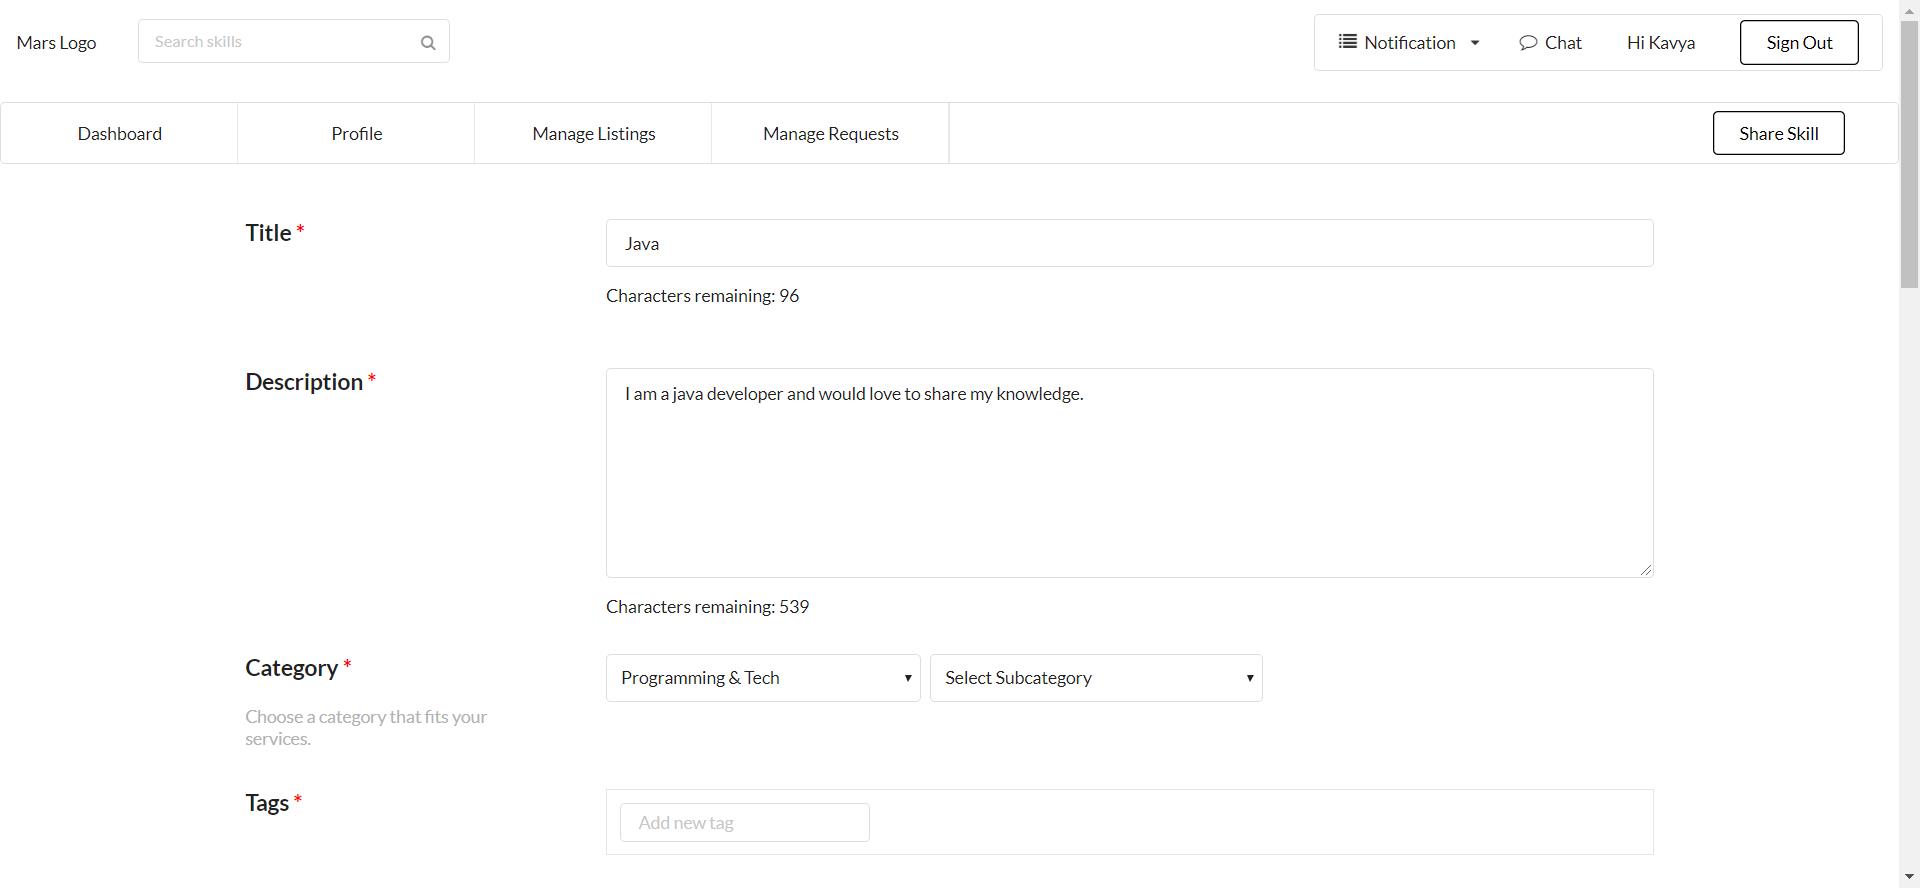 Mars Logo
Search skills
Notification
Chat
Hi Kavya
Sign Out
Dashboard
Profile
Manage Listings
Manage Requests
Share Skill
Title *
Java
Characters remaining: 96
Description *
I am a java developer and would love to share my knowledge.
Characters remaining: 539
Category *
Programming & Tech
Select Subcategory
Choose a category that fits your
services.
Tags *
Add new tag